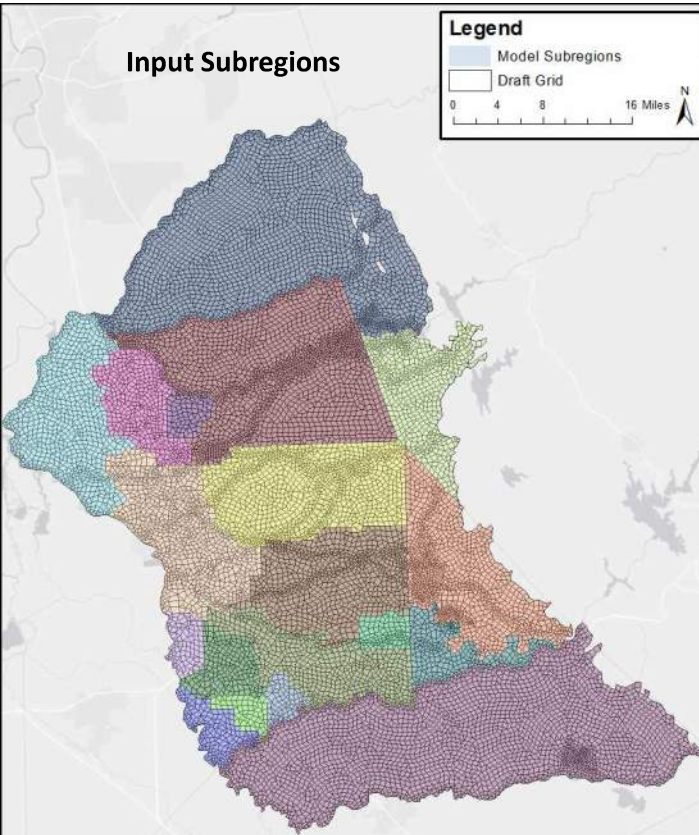 Input Subregions
Legend
Model Subregions
Draft Grid
0 4 8 16 Miles
N